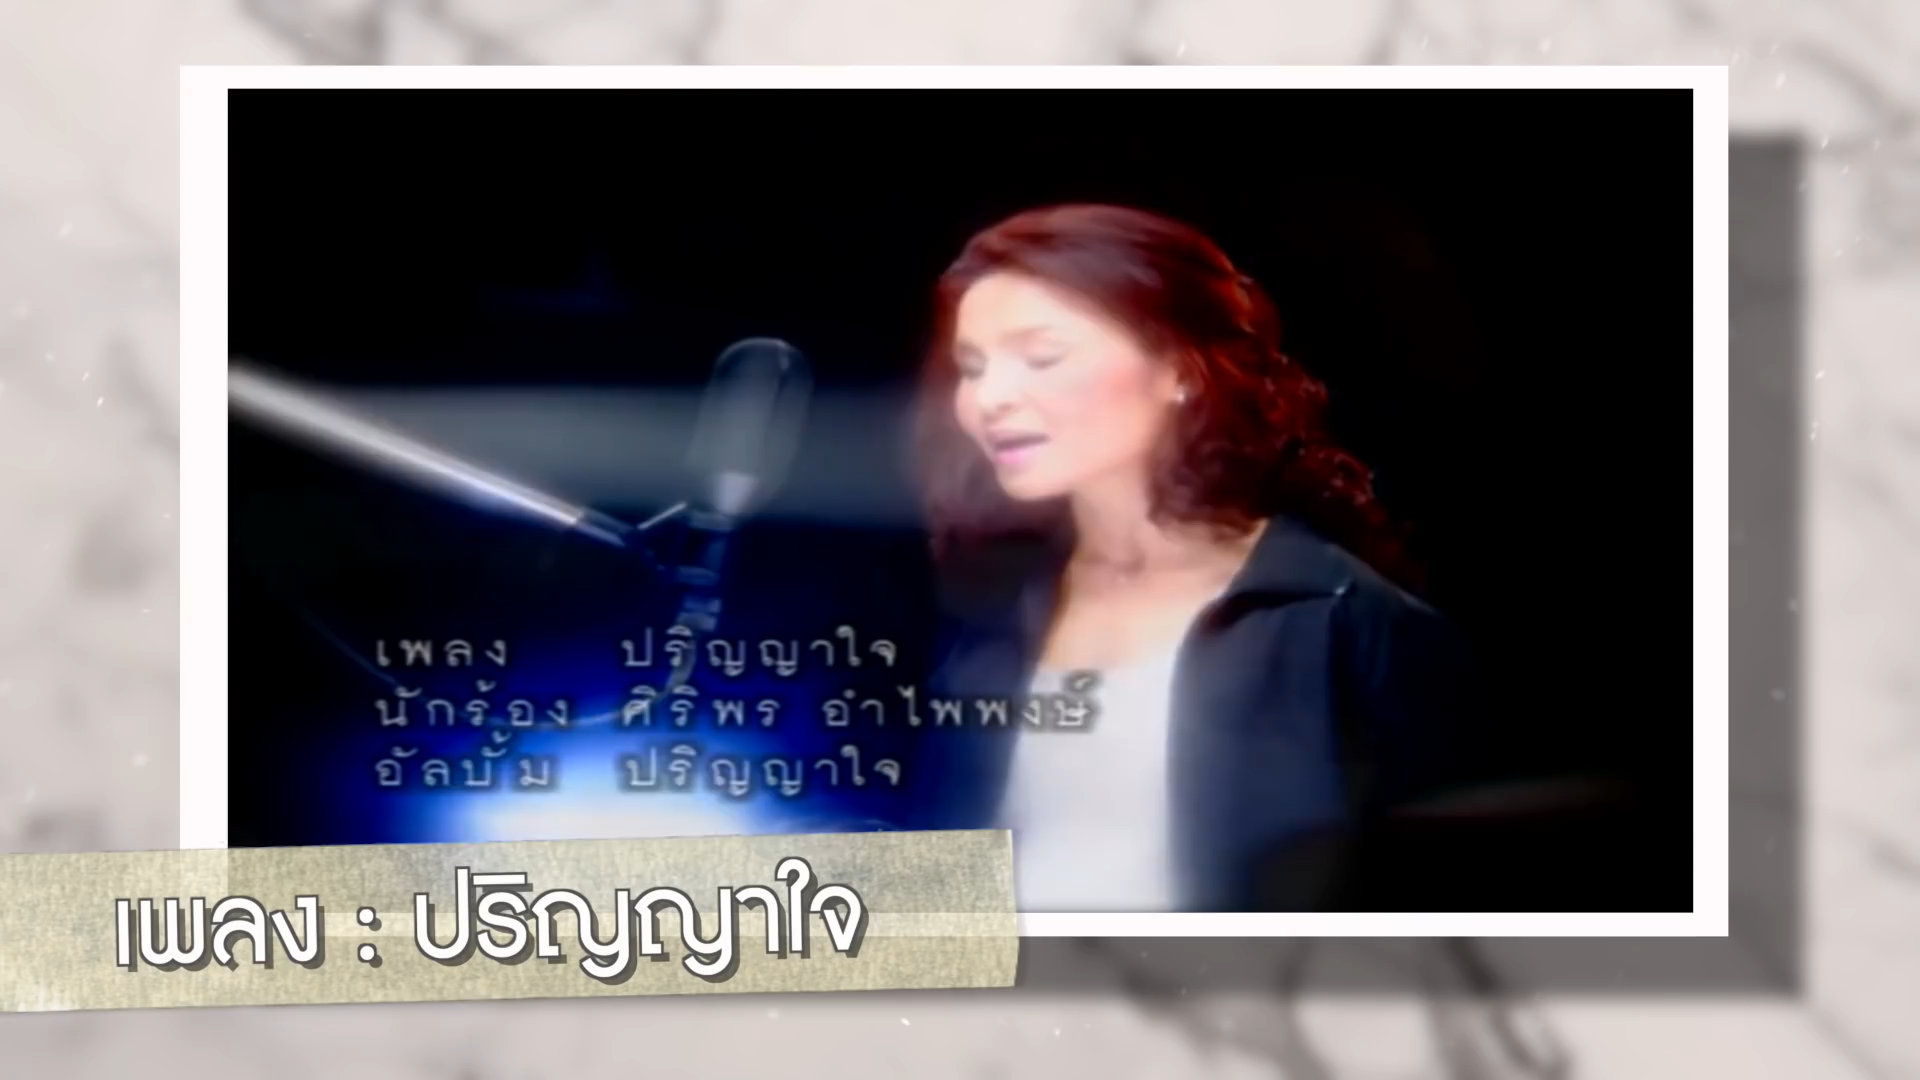 เพลง ปริญญาใจ
นักร้อง ศิริพร อำไพพงษ์
อัลบั้ม ปริญญาใจ
เพลง : ปริญญาใจ